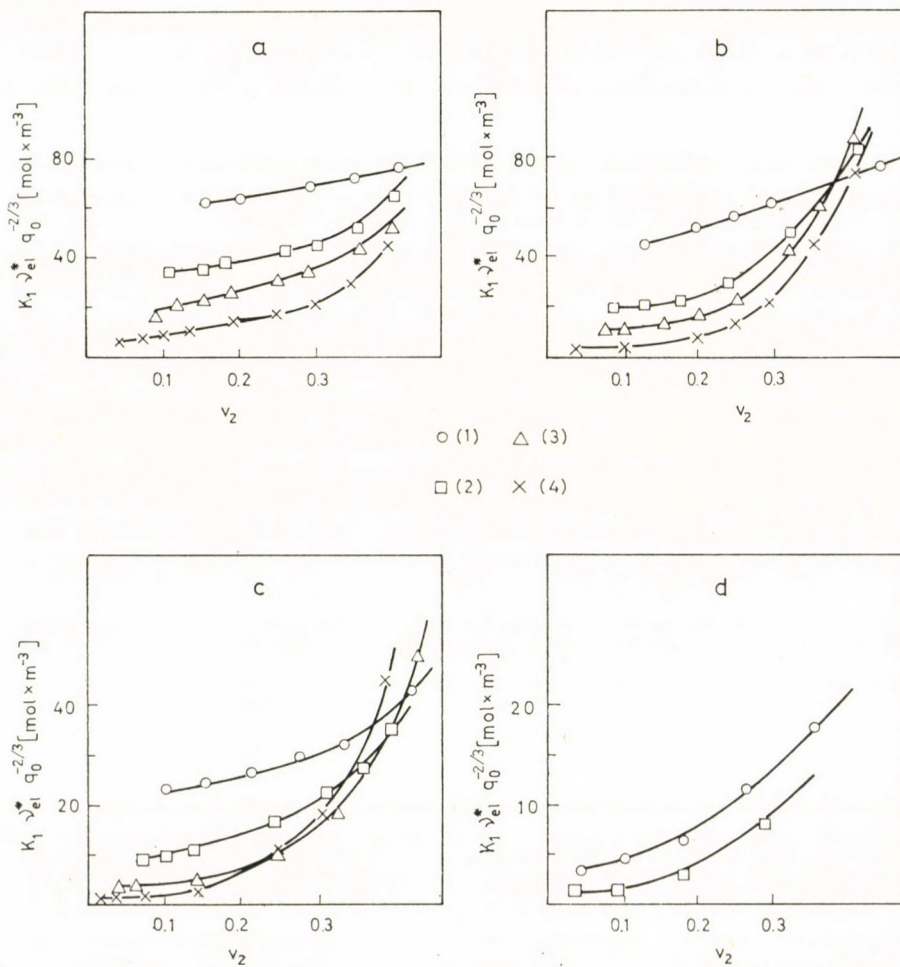 a
K₁ ν*ₑₗ q₀^-2/3 [mol × m⁻³]
80
40
0.1 0.2 0.3
v₂
b
K₁ ν*ₑₗ q₀^-2/3 [mol × m⁻³]
80
40
0.1 0.2 0.3
v₂
○ (1) △ (3)
□ (2) × (4)
c
K₁ ν*ₑₗ q₀^-2/3 [mol × m⁻³]
40
20
0.1 0.2 0.3
v₂
d
K₁ ν*ₑₗ q₀^-2/3 [mol × m⁻³]
20
10
0.1 0.2 0.3
v₂